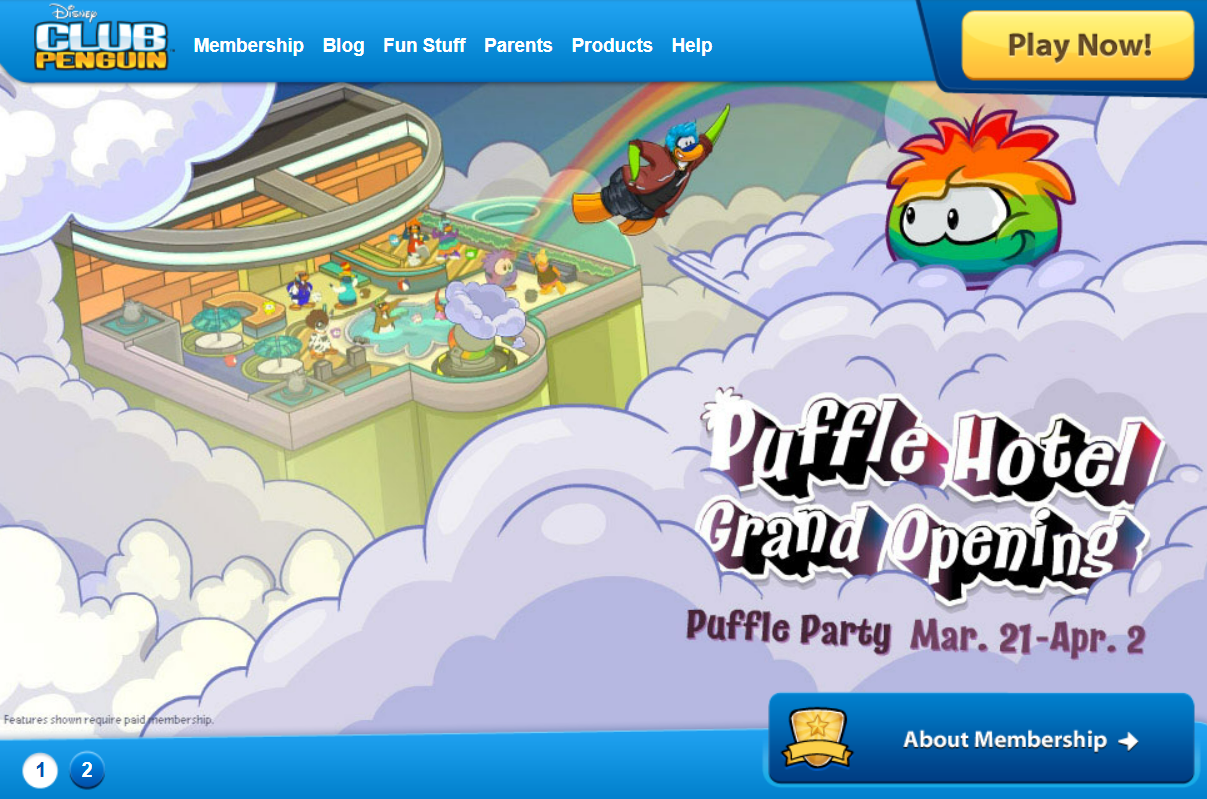 Disney
CLUB
PENGUIN
Membership Blog Fun Stuff Parents Products Help
Play Now!
Puffle Hotel
Grand Opening
Puffle Party Mar. 21-Apr. 2
Features shown require paid membership.
About Membership
1 2